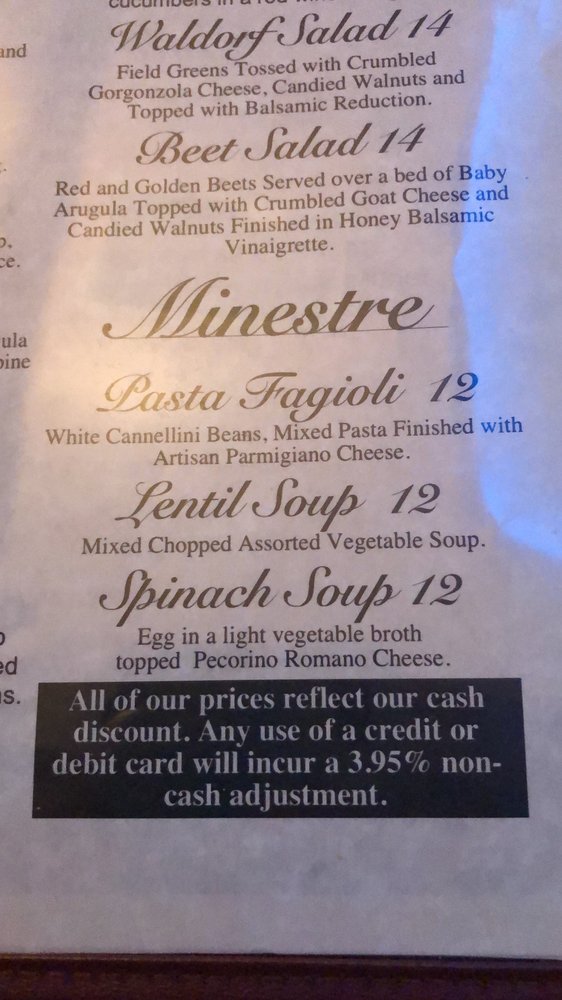 and
Waldorf Salad 14
Field Greens Tossed with Crumbled
Gorgonzola Cheese, Candied Walnuts and
Topped with Balsamic Reduction.
Beet Salad 14
Red and Golden Beets Served over a bed of Baby
Arugula Topped with Crumbled Goat Cheese and
Candied Walnuts Finished in Honey Balsamic
Vinaigrette.
Minestre
Pasta Fagioli 12
White Cannellini Beans, Mixed Pasta Finished with
Artisan Parmigiano Cheese.
Lentil Soup 12
Mixed Chopped Assorted Vegetable Soup.
Spinach Soup 12
Egg in a light vegetable broth
topped Pecorino Romano Cheese.
All of our prices reflect our cash
discount. Any use of a credit or
debit card will incur a 3.95% non-
cash adjustment.